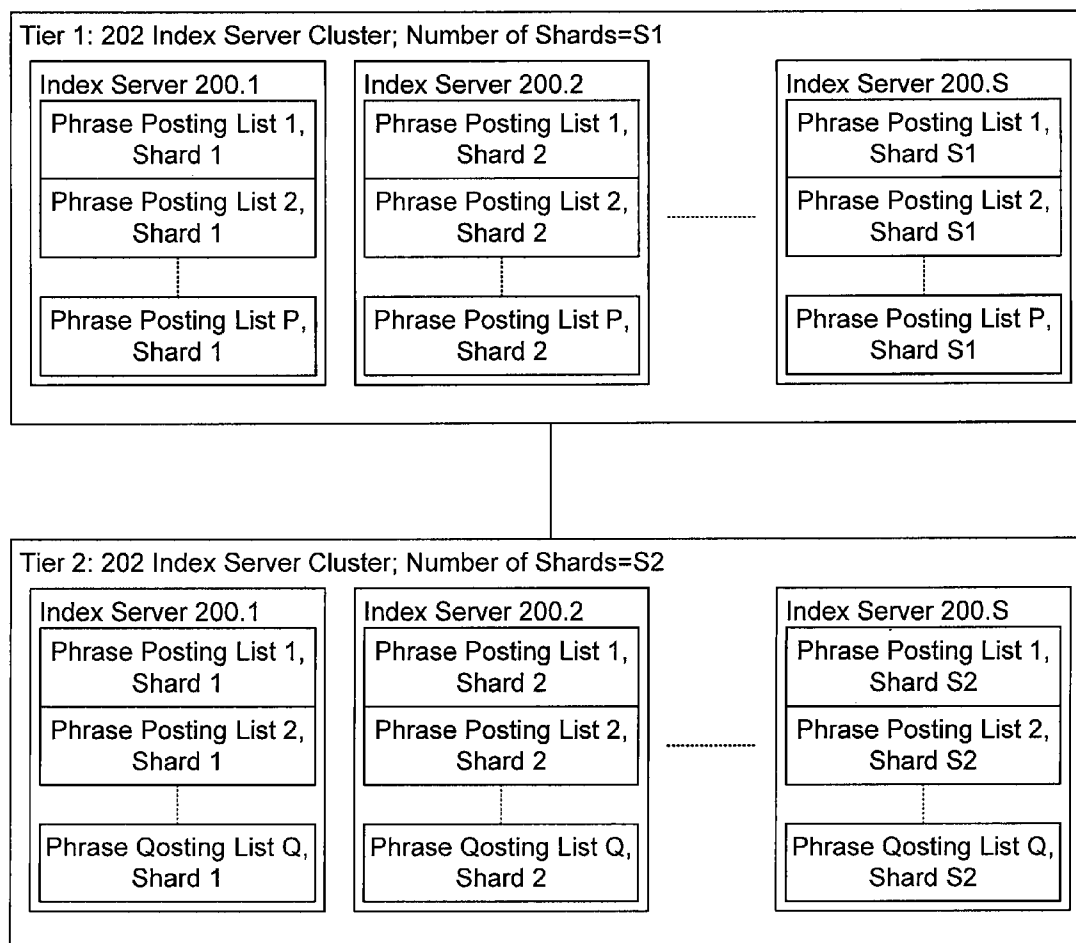 Tier 1: 202 Index Server Cluster; Number of Shards=S1
Index Server 200.1
Phrase Posting List 1,
Shard 1
Phrase Posting List 2,
Shard 1
Phrase Posting List P,
Shard 1
Index Server 200.2
Phrase Posting List 1,
Shard 2
Phrase Posting List 2,
Shard 2
Phrase Posting List P,
Shard 2
Index Server 200.S
Phrase Posting List 1,
Shard S1
Phrase Posting List 2,
Shard S1
Phrase Posting List P,
Shard S1
Tier 2: 202 Index Server Cluster; Number of Shards=S2
Index Server 200.1
Phrase Posting List 1,
Shard 1
Phrase Posting List 2,
Shard 1
Phrase Qosting List Q,
Shard 1
Index Server 200.2
Phrase Posting List 1,
Shard 2
Phrase Posting List 2,
Shard 2
Phrase Qosting List Q,
Shard 2
Index Server 200.S
Phrase Posting List 1,
Shard S2
Phrase Posting List 2,
Shard S2
Phrase Qosting List Q,
Shard S2